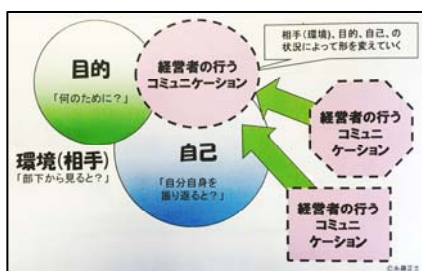 相手(環境)、目的、自己、の
状況によって形を変えていく
目的
「何のために?」
経営者の行う
コミュニケーション
環境(相手)
「部下から見ると?」
自己
「自分自身を
振り返ると?」
経営者の行う
コミュニ
ケーション
経営者の行う
コミュニ
ケーション